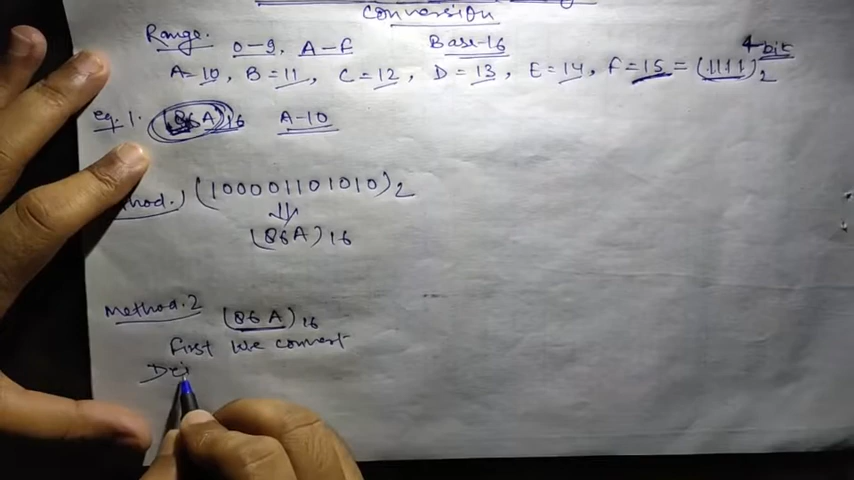 Conversion
Range. 0-9, A-F Base-16
A=10, B=11, C=12, D=13, E=14, F=15=(1111)2 4 bit
eg.1. (86A)16 A-10
hod.) (100001101010)2
⇓
(86A)16
Method.2 (86A)16
First we convert